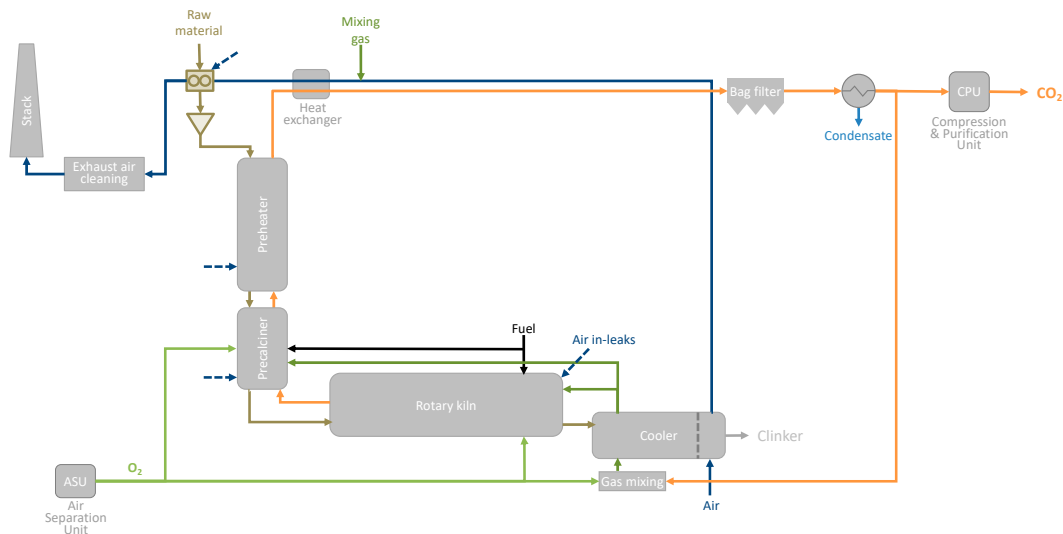 Raw
material
Mixing
gas
Stack
Heat
exchanger
Bag filter
CPU
CO₂
Compression
& Purification
Unit
Condensate
Exhaust air
cleaning
Preheater
Precalciner
Fuel
Air in-leaks
Rotary kiln
Cooler
Clinker
O₂
ASU
Air
Separation
Unit
Gas mixing
Air